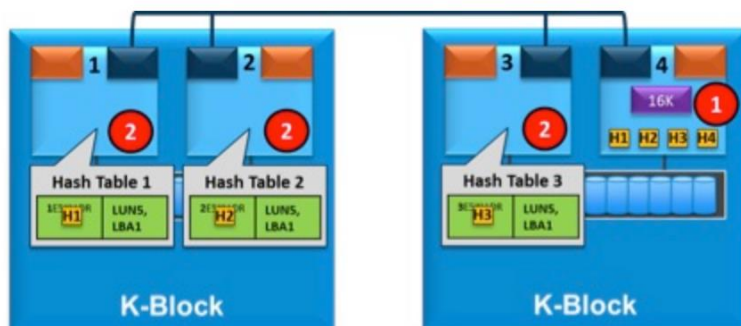 1 2 3 4
16K 1
2 2 2
H1 H2 H3 H4
Hash Table 1 Hash Table 2 Hash Table 3
H1 LUN5, H2 LUN5, H3 LUN5,
LBA1 LBA1 LBA1
K-Block K-Block